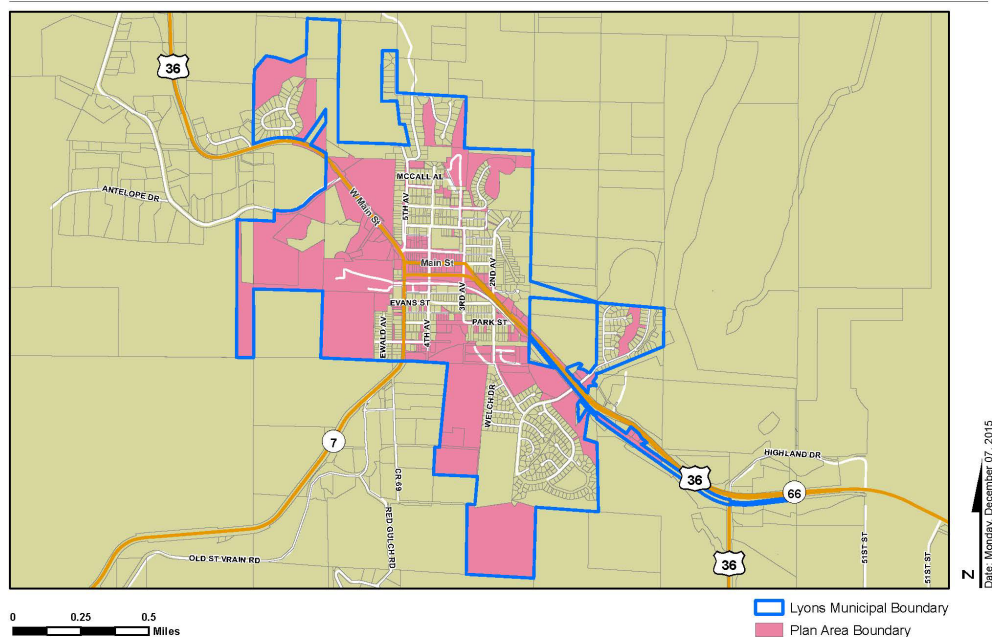 36
ANTELOPE DR
W Main St
MCCALL AL
5TH AV
Main St
2ND AV
3RD AV
EVANS ST
PARK ST
EWALD AV
4TH AV
WELCH DR
7
CR 69
RED GULCH RD
OLD ST VRAIN RD
HIGHLAND DR
36
66
36
51ST ST
51ST ST
N
Date: Monday, December 07, 2015
0 0.25 0.5
Miles
Lyons Municipal Boundary
Plan Area Boundary